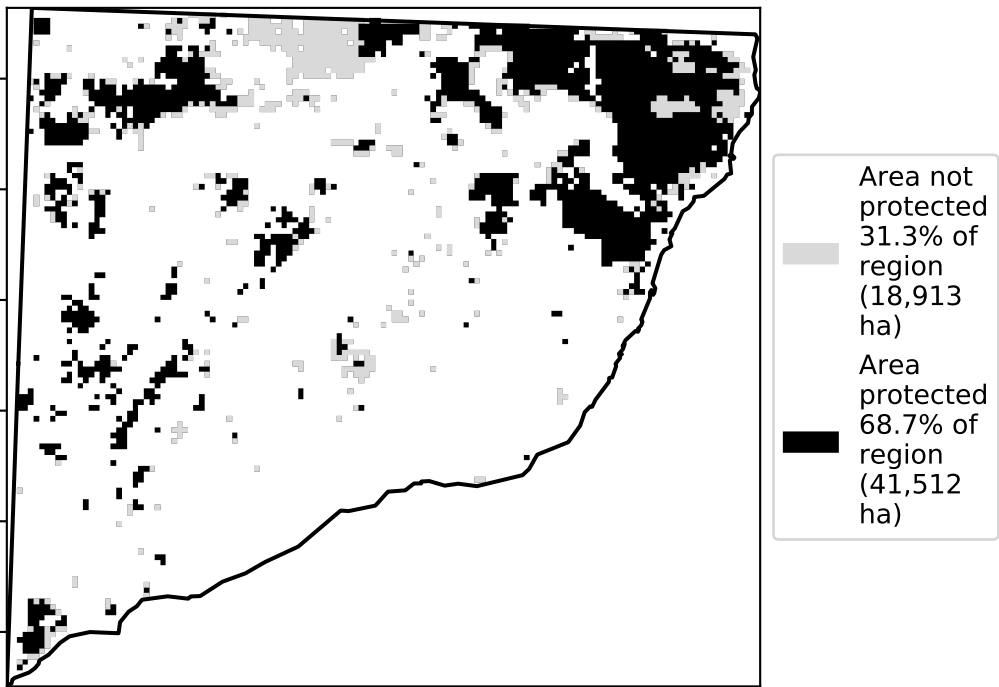 Area not
protected
31.3% of
region
(18,913
ha)
Area
protected
68.7% of
region
(41,512
ha)